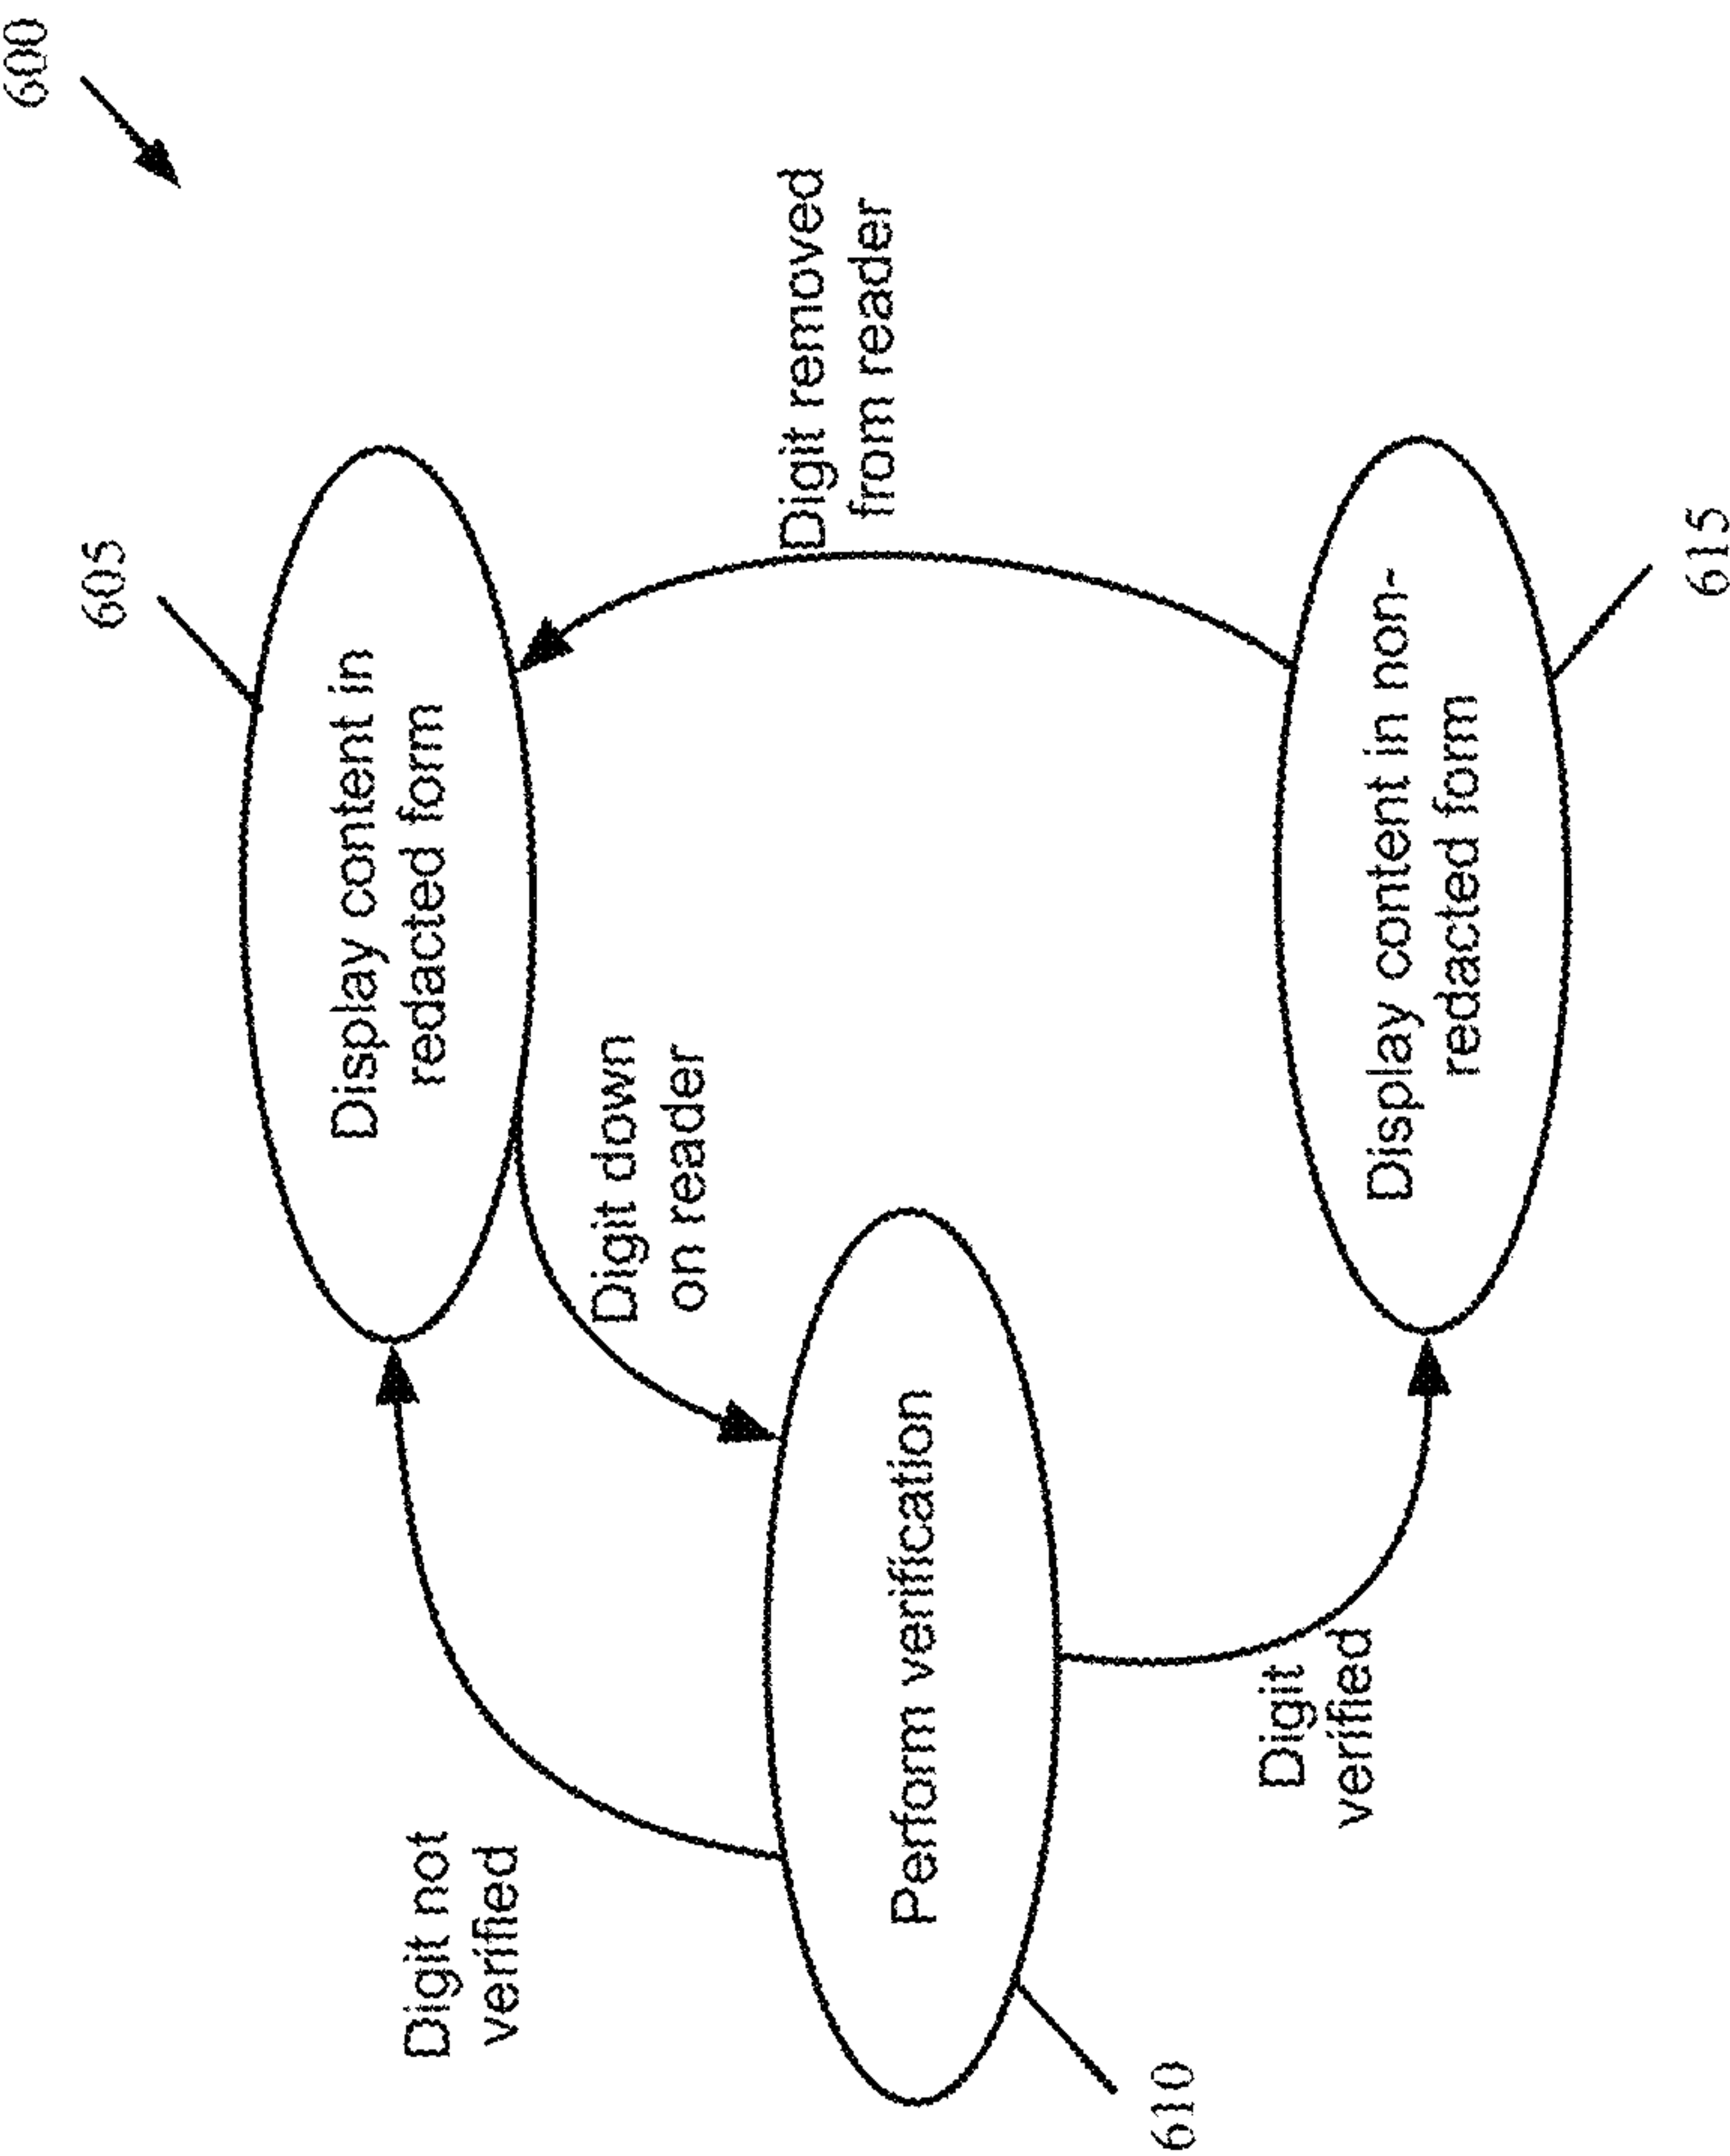 600
605
Display content in
redacted form
Digit not
verified
Digit down
on reader
Digit removed
from reader
Perform verification
610
Digit
verified
Display content in non-
redacted form
615